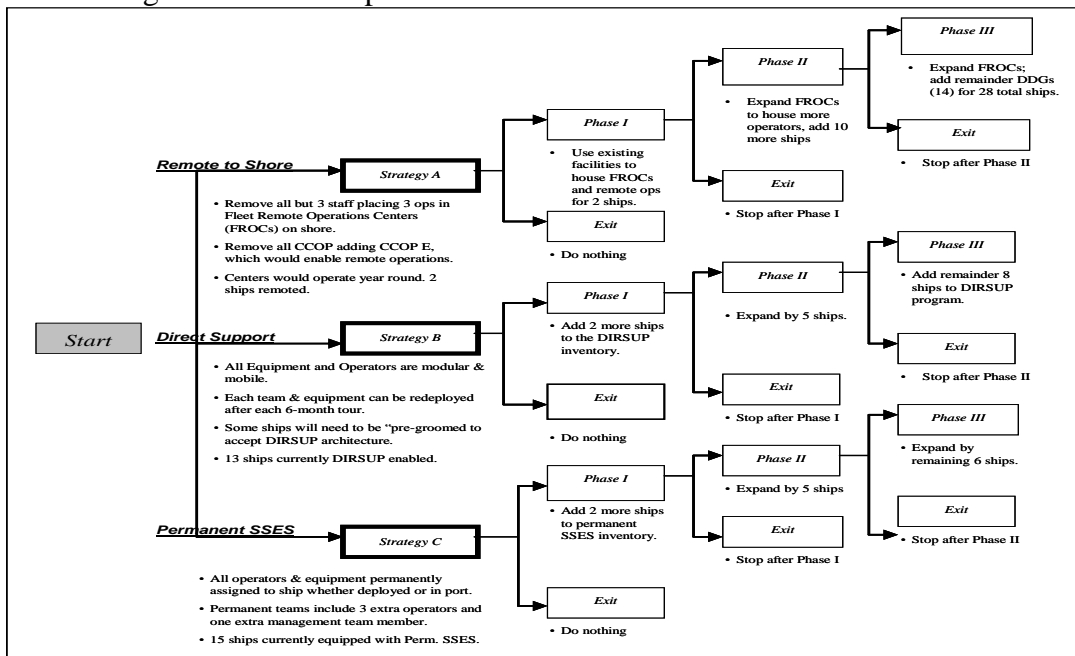 Start
Remote to Shore
Strategy A
• Remove all but 3 staff placing 3 ops in
Fleet Remote Operations Centers
(FROCs) on shore.
• Remove all CCOP adding CCOP E,
which would enable remote operations.
• Centers would operate year round. 2
ships remoted.
Phase I
• Use existing
facilities to
house FROCs
and remote ops
for 2 ships.
Exit
• Do nothing
Phase II
• Expand FROCs
to house more
operators, add 10
more ships
Exit
• Stop after Phase I
Phase III
• Expand FROCs;
add remainder DDGs
(14) for 28 total ships.
Exit
• Stop after Phase II
Direct Support
Strategy B
• All Equipment and Operators are modular &
mobile.
• Each team & equipment can be redeployed
after each 6-month tour.
• Some ships will need to be “pre-groomed to
accept DIRSUP architecture.
• 13 ships currently DIRSUP enabled.
Phase I
• Add 2 more ships
to the DIRSUP
inventory.
Exit
• Do nothing
Phase II
• Expand by 5 ships.
Exit
• Stop after Phase I
Phase III
• Add remainder 8
ships to DIRSUP
program.
Exit
• Stop after Phase II
Permanent SSES
Strategy C
• All operators & equipment permanently
assigned to ship whether deployed or in port.
• Permanent teams include 3 extra operators and
one extra management team member.
• 15 ships currently equipped with Perm. SSES.
Phase I
• Add 2 more ships
to permanent
SSES inventory.
Exit
• Do nothing
Phase II
• Expand by 5 ships
Exit
• Stop after Phase I
Phase III
• Expand by
remaining 6 ships.
Exit
• Stop after Phase II